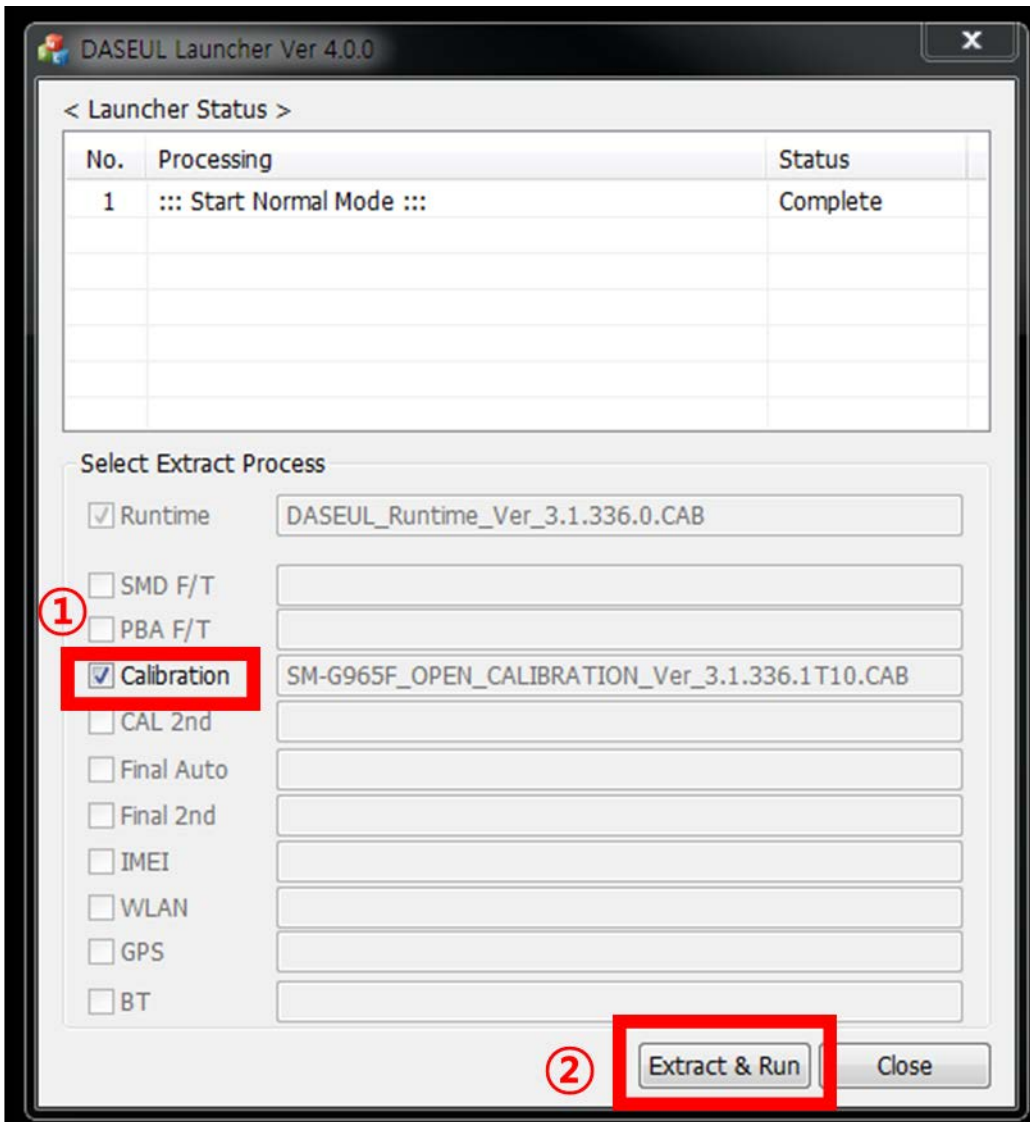 DASEUL Launcher Ver 4.0.0
< Launcher Status >
No. Processing Status
1 ::: Start Normal Mode ::: Complete
Select Extract Process
Runtime DASEUL_Runtime_Ver_3.1.336.0.CAB
SMD F/T
①
PBA F/T
Calibration SM-G965F_OPEN_CALIBRATION_Ver_3.1.336.1T10.CAB
CAL 2nd
Final Auto
Final 2nd
IMEI
WLAN
GPS
BT
② Extract & Run Close